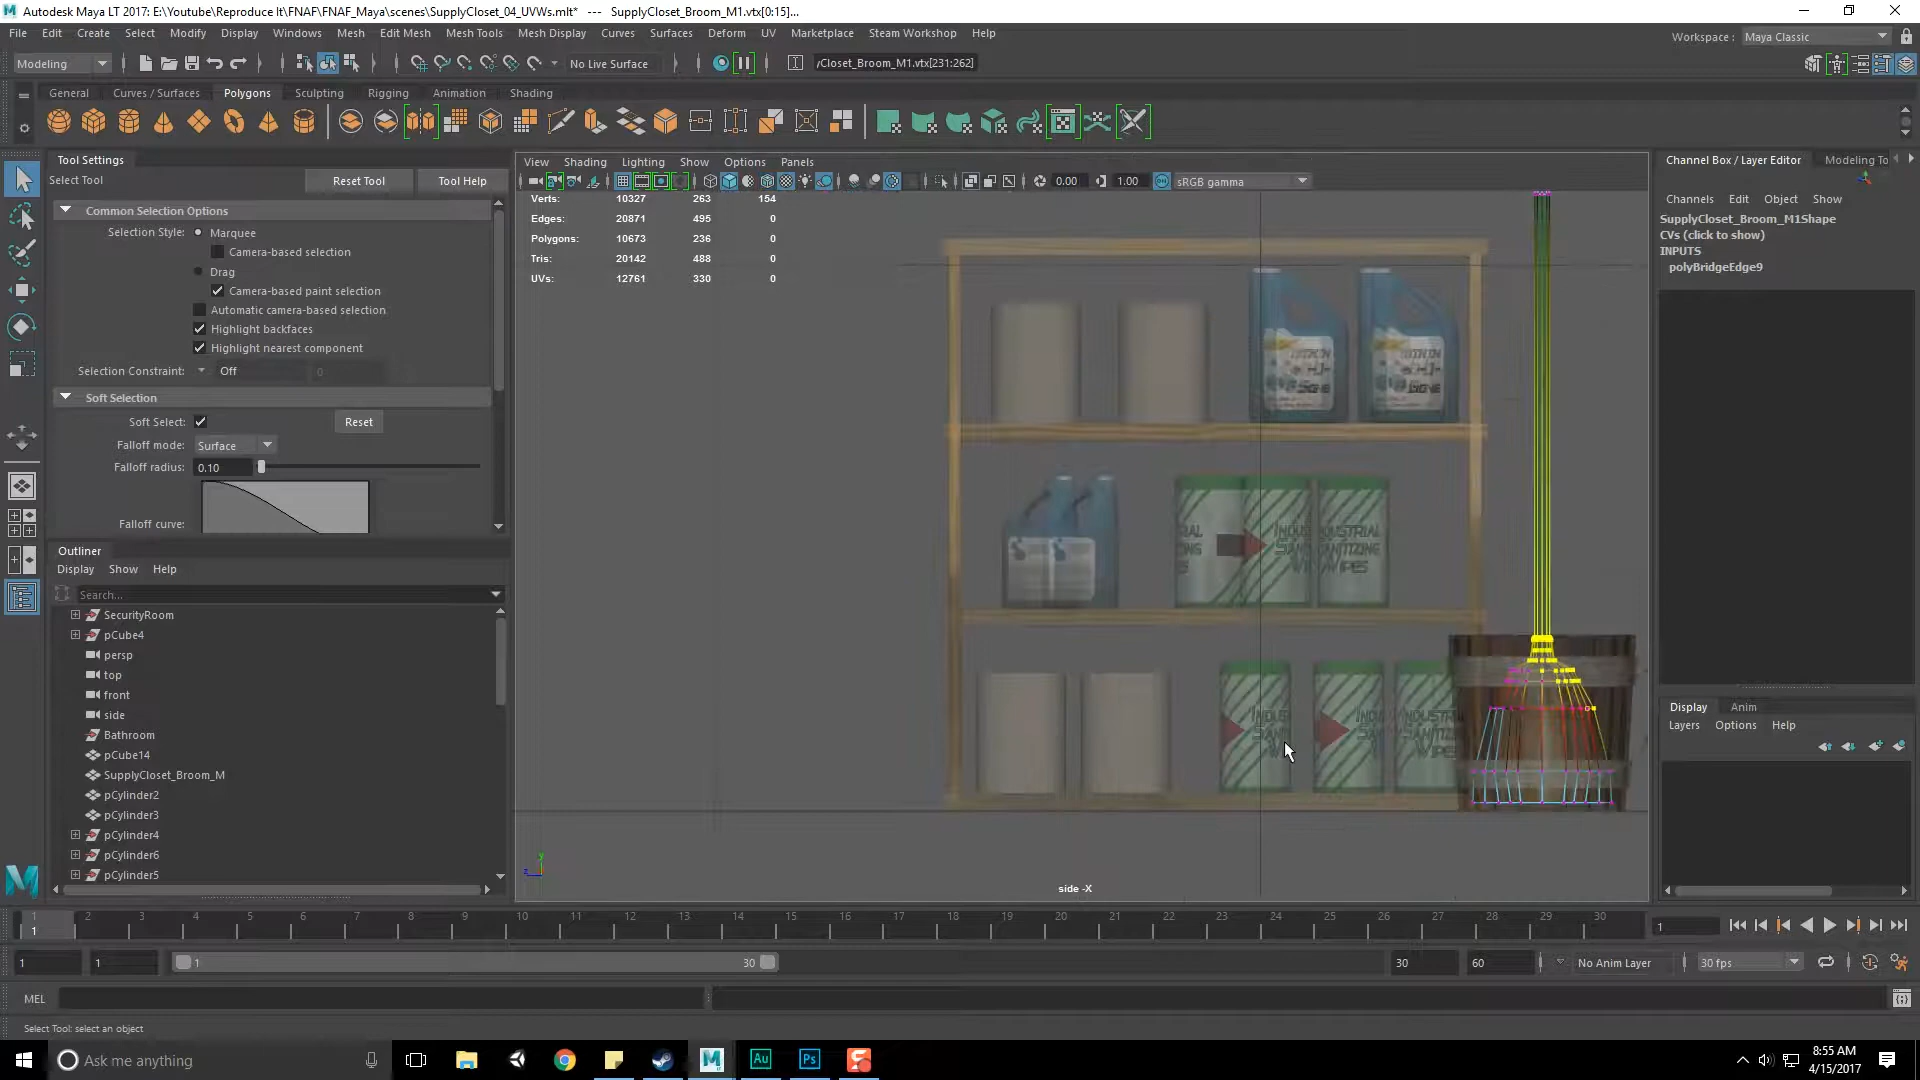 Autodesk Maya LT 2017: E:\Youtube\Reproduce It\FNAF\FNAF_Maya\scenes\SupplyCloset_04_UVWs.mlt* --- SupplyCloset_Broom_M1.vtx[0:15]...
File Edit Create Select Modify Display Windows Mesh Edit Mesh Mesh Tools Mesh Display Curves Surfaces Deform UV Marketplace Steam Workshop Help
Workspace : Maya Classic
Modeling No Live Surface /Closet_Broom_M1.vtx[231:262]
General Curves / Surfaces Polygons Sculpting Rigging Animation Shading
Tool Settings
Select Tool Reset Tool Tool Help
Common Selection Options
Selection Style: Marquee
Camera-based selection
Drag
Camera-based paint selection
Automatic camera-based selection
Highlight backfaces
Highlight nearest component
Selection Constraint: Off 0
Soft Selection
Soft Select: Reset
Falloff mode: Surface
Falloff radius: 0.10
Falloff curve:
Outliner
Display Show Help
Search...
SecurityRoom
pCube4
persp
top
front
side
Bathroom
pCube14
SupplyCloset_Broom_M
pCylinder2
pCylinder3
pCylinder4
pCylinder6
pCylinder5
View Shading Lighting Show Options Panels
0.00 1.00 sRGB gamma
Verts: 10327 263 154
Edges: 20871 495 0
Polygons: 10673 236 0
Tris: 20142 488 0
UVs: 12761 330 0
side -X
y
z
Channel Box / Layer Editor Modeling To
Channels Edit Object Show
SupplyCloset_Broom_M1Shape
CVs (click to show)
INPUTS
polyBridgeEdge9
Display Anim
Layers Options Help
1 2 3 4 5 6 7 8 9 10 11 12 13 14 15 16 17 18 19 20 21 22 23 24 25 26 27 28 29 30
1
1
1 1 1 30 30 60 No Anim Layer 30 fps
MEL
Select Tool: select an object
Ask me anything
Au Ps
8:55 AM
4/15/2017